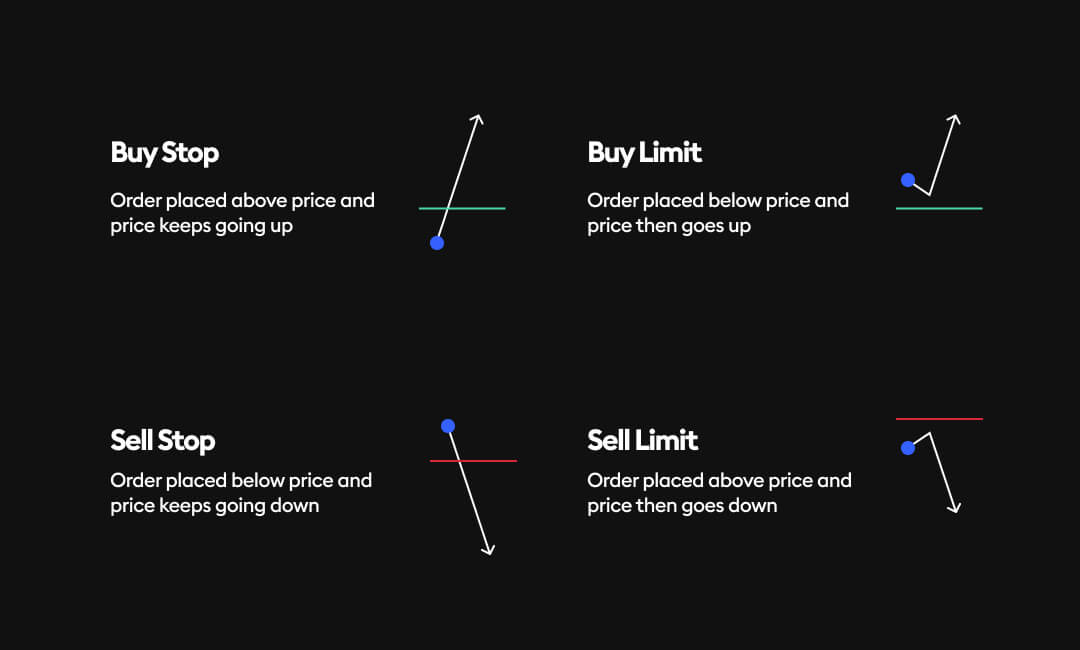 Buy Stop
Order placed above price and
price keeps going up
Buy Limit
Order placed below price and
price then goes up
Sell Stop
Order placed below price and
price keeps going down
Sell Limit
Order placed above price and
price then goes down